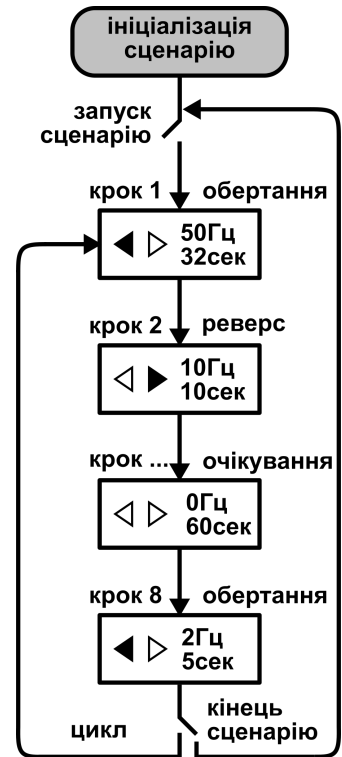 ініціалізація
сценарію
запуск
сценарію
крок 1 обертання
50Гц
32сек
крок 2 реверс
10Гц
10сек
крок ... очікування
0Гц
60сек
крок 8 обертання
2Гц
5сек
кінець
сценарію
цикл